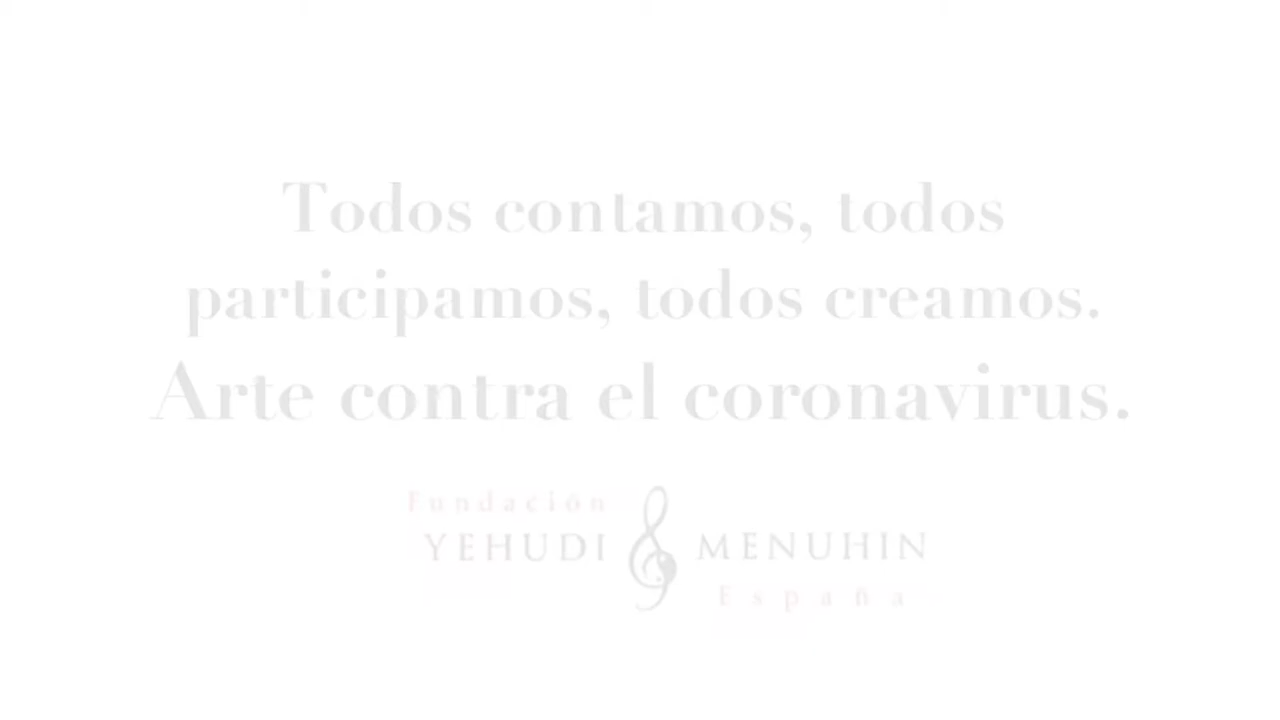 Todos contamos, todos
participamos, todos creamos.
Arte contra el coronavirus.
Fundación
YEHUDI MENUHIN
España